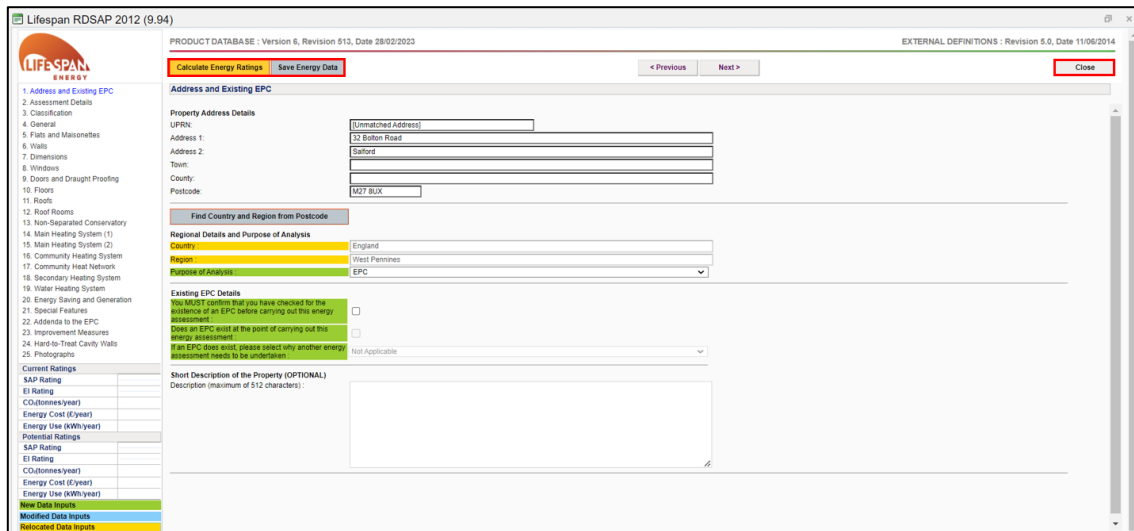 Lifespan RDSAP 2012 (9.94)
LIFESPAN
ENERGY
PRODUCT DATABASE : Version 6, Revision 513, Date 28/02/2023
EXTERNAL DEFINITIONS : Revision 5.0, Date 11/06/2014
Calculate Energy Ratings
Save Energy Data
< Previous
Next >
Close
1. Address and Existing EPC
2. Assessment Details
3. Classification
4. General
5. Flats and Maisonettes
6. Walls
7. Dimensions
8. Windows
9. Doors and Draught Proofing
10. Floors
11. Roofs
12. Roof Rooms
13. Non-Separated Conservatory
14. Main Heating System (1)
15. Main Heating System (2)
16. Community Heating System
17. Community Heat Network
18. Secondary Heating System
19. Water Heating System
20. Energy Saving and Generation
21. Special Features
22. Addenda to the EPC
23. Improvement Measures
24. Hard-to-Treat Cavity Walls
25. Photographs
Current Ratings
SAP Rating
EI Rating
CO₂(tonnes/year)
Energy Cost (£/year)
Energy Use (kWh/year)
Potential Ratings
SAP Rating
EI Rating
CO₂(tonnes/year)
Energy Cost (£/year)
Energy Use (kWh/year)
New Data Inputs
Modified Data Inputs
Relocated Data Inputs
Address and Existing EPC
Property Address Details
UPRN: [Unmatched Address]
Address 1: 32 Bolton Road
Address 2: Salford
Town:
County:
Postcode: M27 8UX
Find Country and Region from Postcode
Regional Details and Purpose of Analysis
Country : England
Region : West Pennines
Purpose of Analysis : EPC
Existing EPC Details
You MUST confirm that you have checked for the
existence of an EPC before carrying out this energy
assessment :
Does an EPC exist at the point of carrying out this
energy assessment :
If an EPC does exist, please select why another energy
assessment needs to be undertaken : Not Applicable
Short Description of the Property (OPTIONAL)
Description (maximum of 512 characters) :